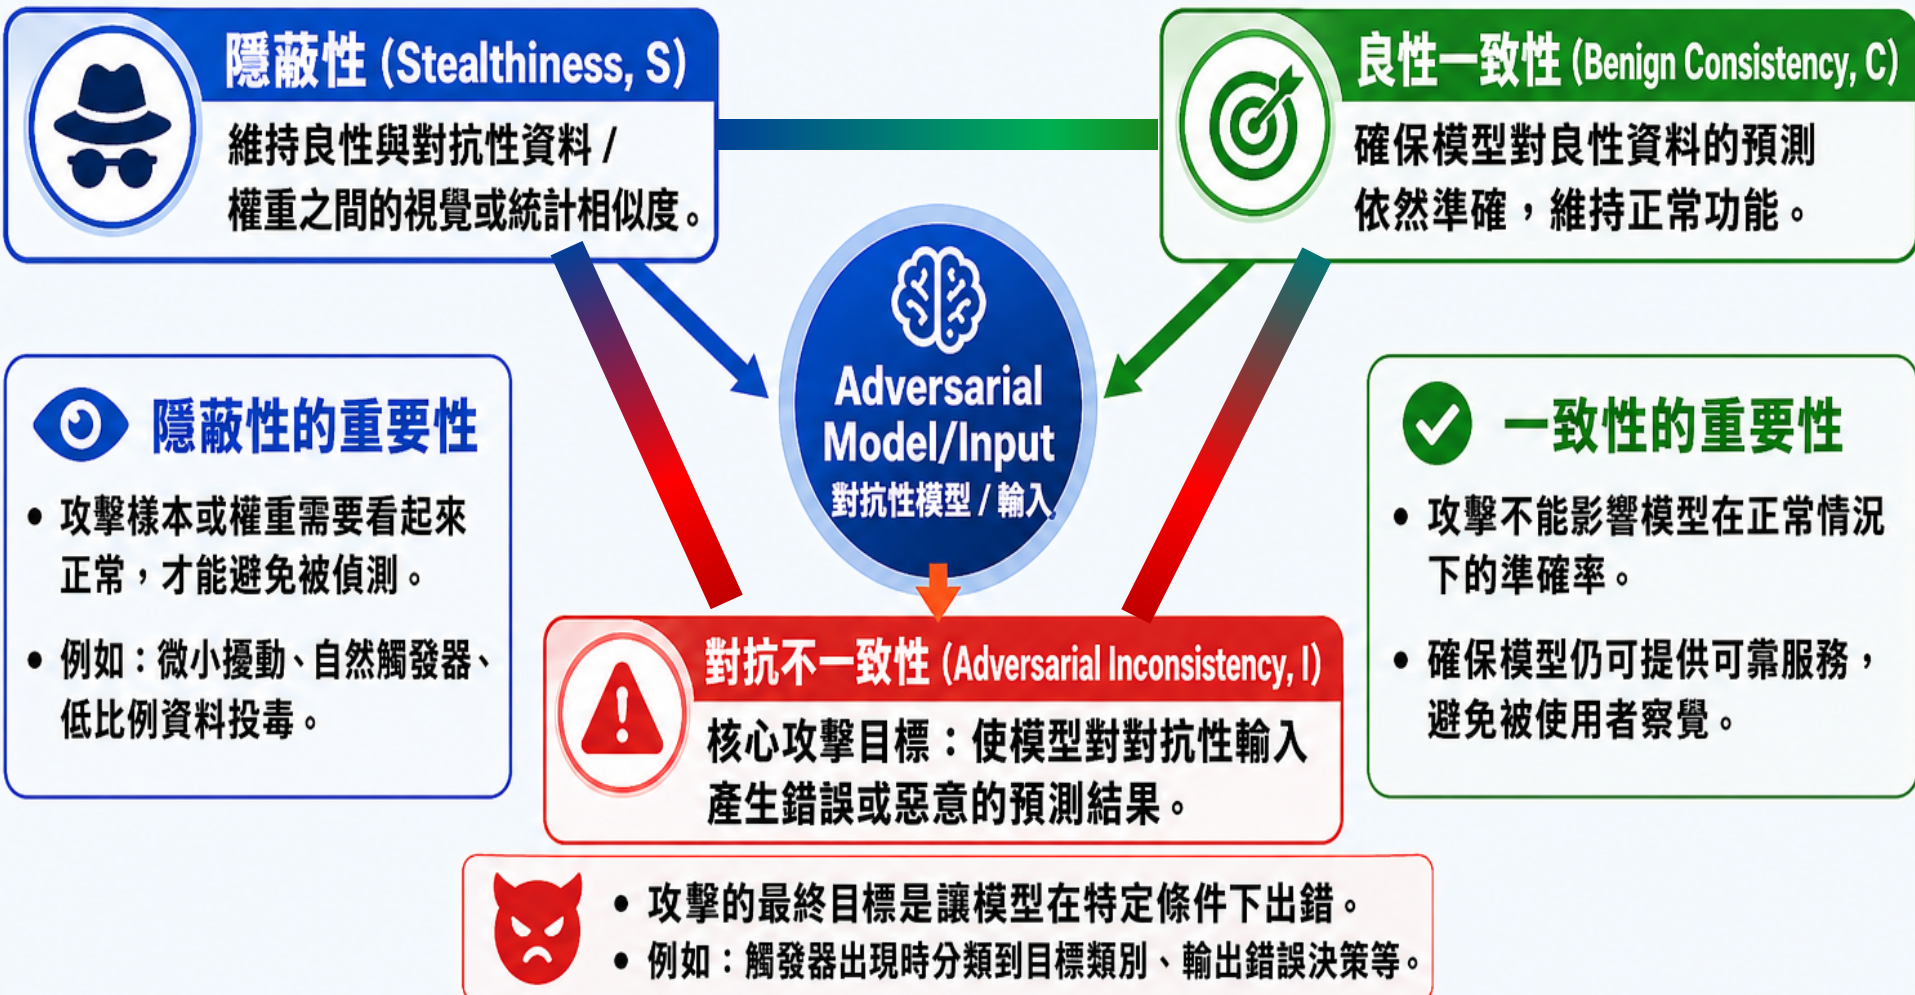 隱蔽性 (Stealthiness, S)
維持良性與對抗性資料 /
權重之間的視覺或統計相似度。
良性一致性 (Benign Consistency, C)
確保模型對良性資料的預測
依然準確，維持正常功能。
Adversarial
Model/Input
對抗性模型 / 輸入
隱蔽性的重要性
• 攻擊樣本或權重需要看起來
正常，才能避免被偵測。
• 例如：微小擾動、自然觸發器、
低比例資料投毒。
一致性的重要性
• 攻擊不能影響模型在正常情況
下的準確率。
• 確保模型仍可提供可靠服務，
避免被使用者察覺。
對抗不一致性 (Adversarial Inconsistency, I)
核心攻擊目標：使模型對對抗性輸入
產生錯誤或惡意的預測結果。
• 攻擊的最終目標是讓模型在特定條件下出錯。
• 例如：觸發器出現時分類到目標類別、輸出錯誤決策等。